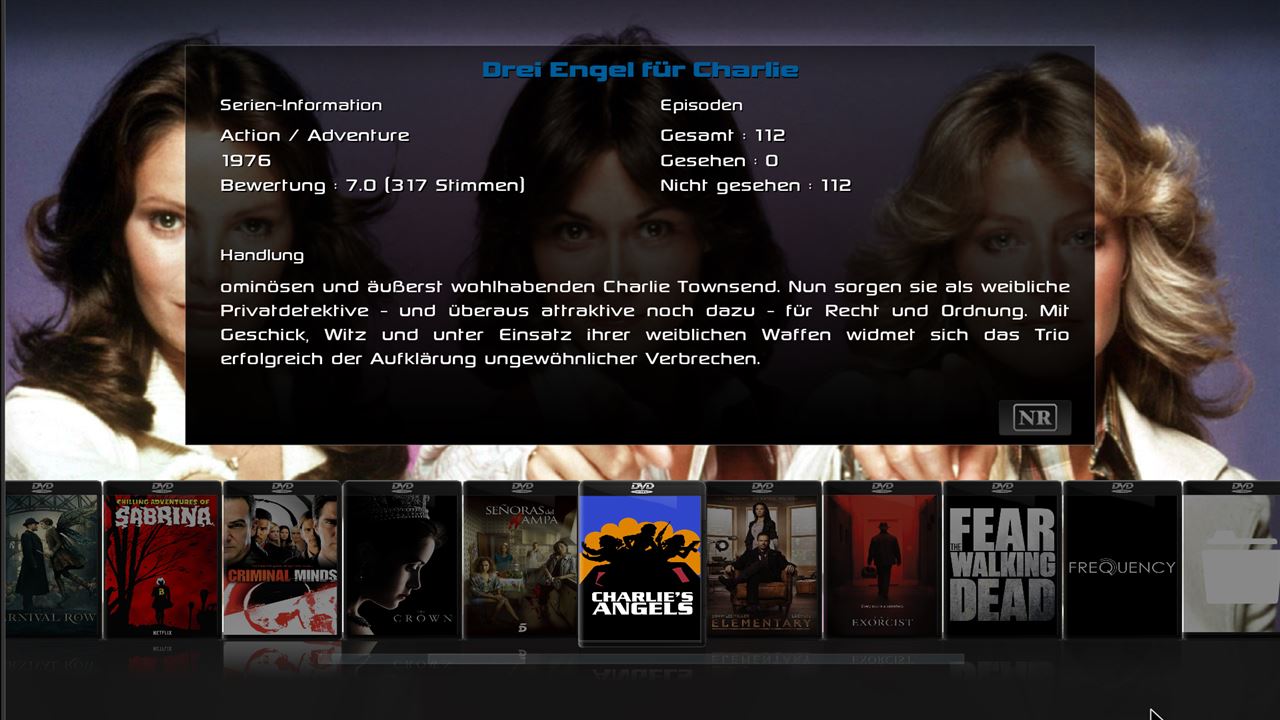 Drei Engel für Charlie
Serien-Information
Action / Adventure
1976
Bewertung : 7.0 (317 Stimmen)
Episoden
Gesamt : 112
Gesehen : 0
Nicht gesehen : 112
Handlung
ominösen und äußerst wohlhabenden Charlie Townsend. Nun sorgen sie als weibliche
Privatdetektive - und überaus attraktive noch dazu - für Recht und Ordnung. Mit
Geschick, Witz und unter Einsatz ihrer weiblichen Waffen widmet sich das Trio
erfolgreich der Aufklärung ungewöhnlicher Verbrechen.
NR
DVD
RNIVAL ROW
DVD
CHILLING ADVENTURES OF
SABRINA
NETFLIX
DVD
CRIMINAL MINDS
DVD
CROWN
DVD
SEÑORAS del
HAMPA
5
DVD
CHARLIE'S
ANGELS
DVD
ELEMENTARY
DVD
EXORCIST
DVD
FEAR
THE
WALKING
DEAD
DVD
FREQUENCY
DVD